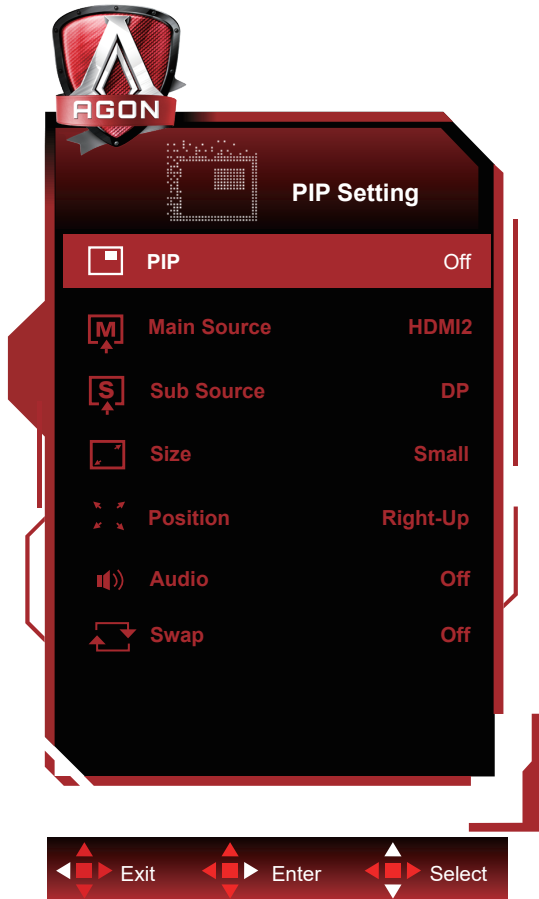 AGON
PIP Setting
PIP Off
M Main Source HDMI2
S Sub Source DP
Size Small
Position Right-Up
Audio Off
Swap Off
Exit Enter Select